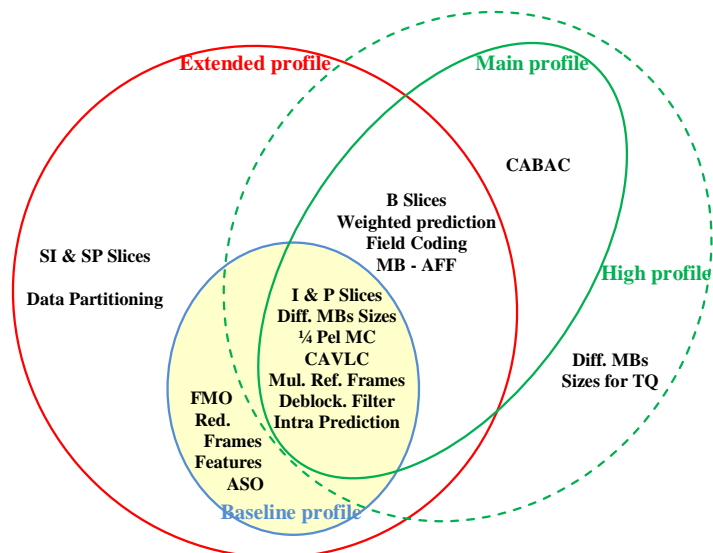 Extended profile
Main profile
CABAC
B Slices
Weighted prediction
Field Coding
MB - AFF
SI & SP Slices
Data Partitioning
High profile
I & P Slices
Diff. MBs Sizes
¼ Pel MC
CAVLC
Mul. Ref. Frames
Deblock. Filter
Intra Prediction
Diff. MBs
Sizes for TQ
FMO
Red.
Frames
Features
ASO
Baseline profile